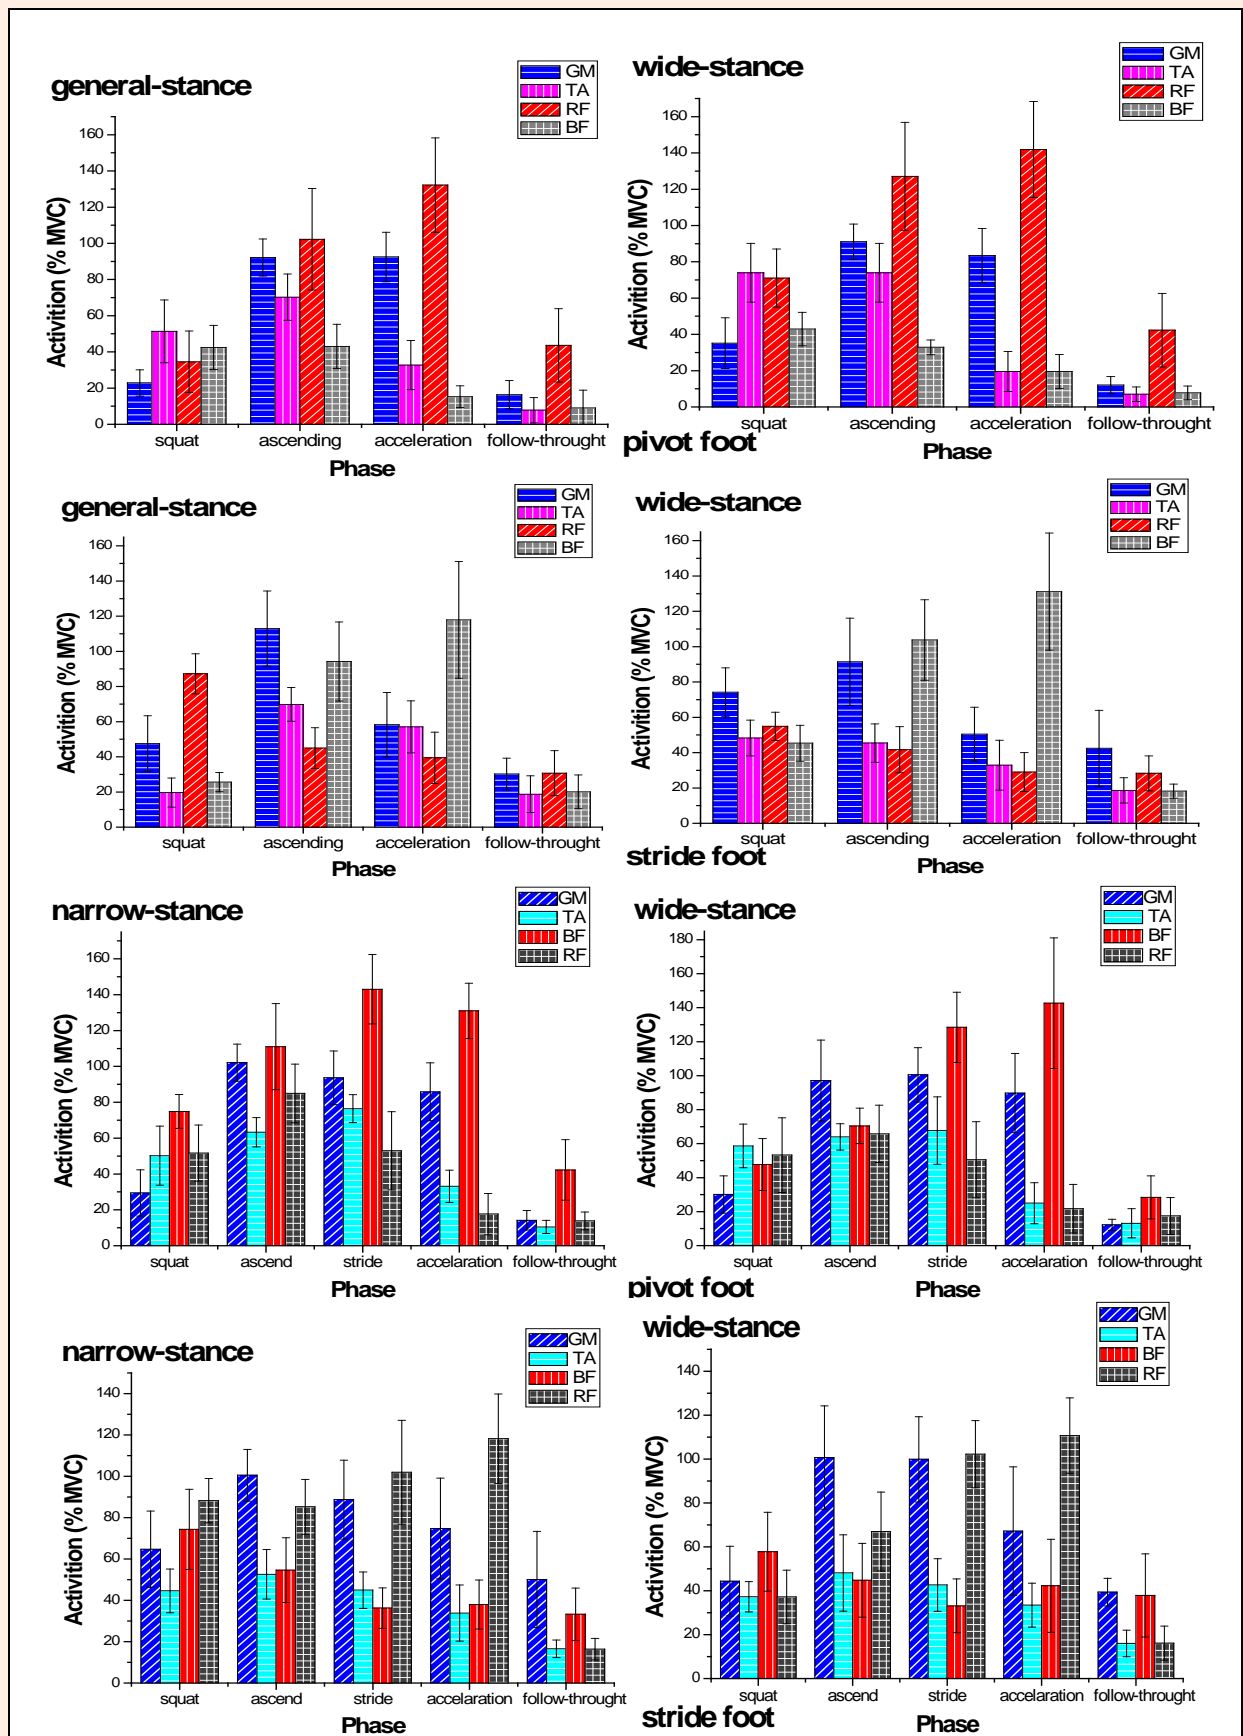 general-stance
GM
TA
RF
BF
Activition (% MVC)
160
140
120
100
80
60
40
20
0
squat ascending acceleration follow-throught
Phase
wide-stance
GM
TA
RF
BF
Activition (% MVC)
160
140
120
100
80
60
40
20
0
squat ascending acceleration follow-throught
pivot foot Phase
general-stance
GM
TA
RF
BF
Activition (% MVC)
160
140
120
100
80
60
40
20
0
squat ascending acceleration follow-throught
Phase
wide-stance
GM
TA
RF
BF
Activition (% MVC)
160
140
120
100
80
60
40
20
0
squat ascending acceleration follow-throught
stride foot Phase
narrow-stance
GM
TA
BF
RF
Activition (% MVC)
160
140
120
100
80
60
40
20
0
squat ascend stride accelaration follow-throught
Phase
wide-stance
GM
TA
BF
RF
Activition (% MVC)
180
160
140
120
100
80
60
40
20
0
squat ascend stride accelaration follow-throught
pivot foot Phase
narrow-stance
GM
TA
BF
RF
Activition (% MVC)
140
120
100
80
60
40
20
0
squat ascend stride accelaration follow-throught
Phase
wide-stance
GM
TA
BF
RF
Activition (% MVC)
140
120
100
80
60
40
20
0
squat ascend stride accelaration follow-throught
stride foot Phase